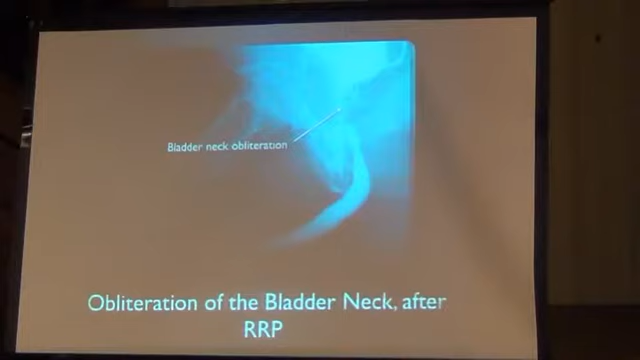 Bladder neck obliteration
Obliteration of the Bladder Neck, after
RRP